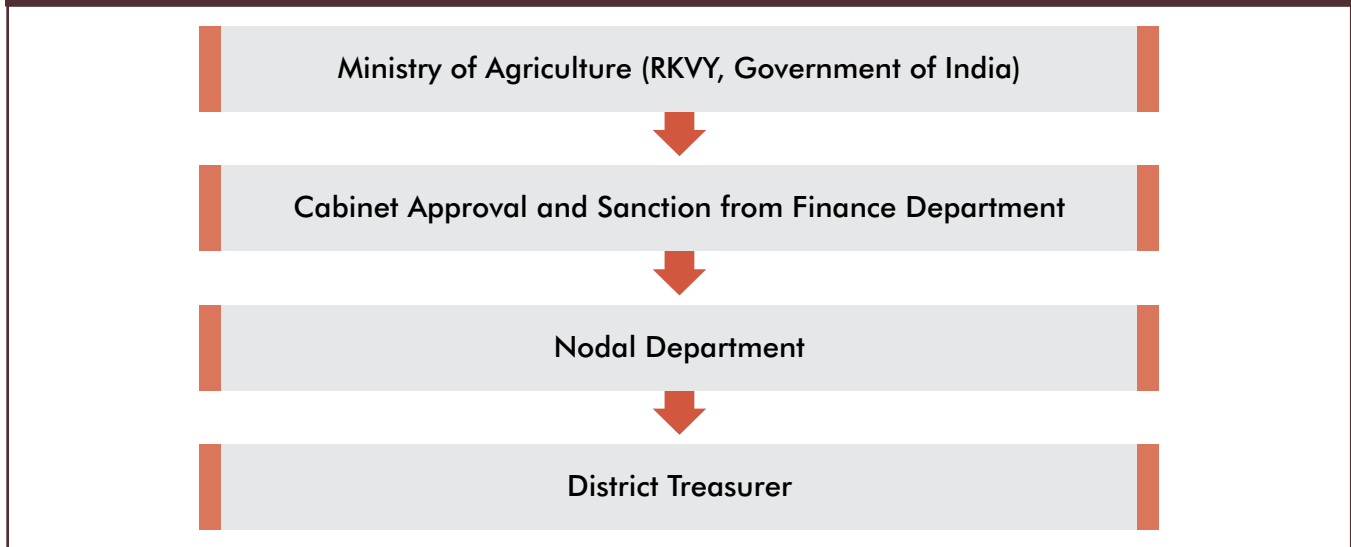 Ministry of Agriculture (RKVY, Government of India)
Cabinet Approval and Sanction from Finance Department
Nodal Department
District Treasurer